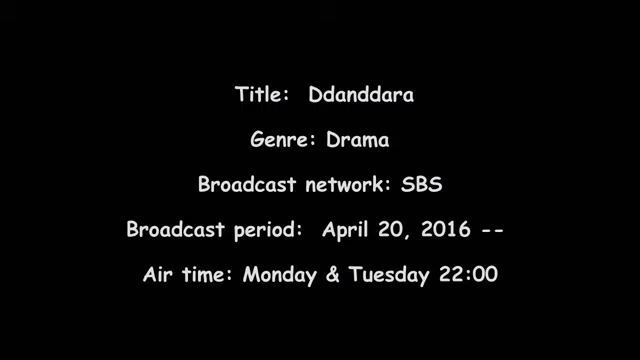 Title: Ddanddara
Genre: Drama
Broadcast network: SBS
Broadcast period: April 20, 2016 --
Air time: Monday & Tuesday 22:00